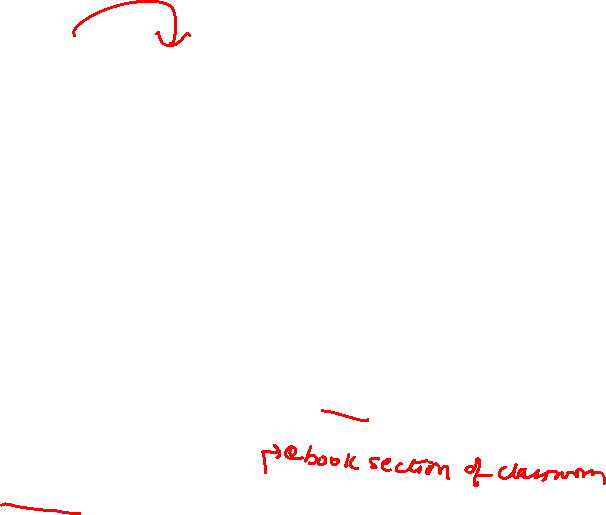 → ebook section of classroom